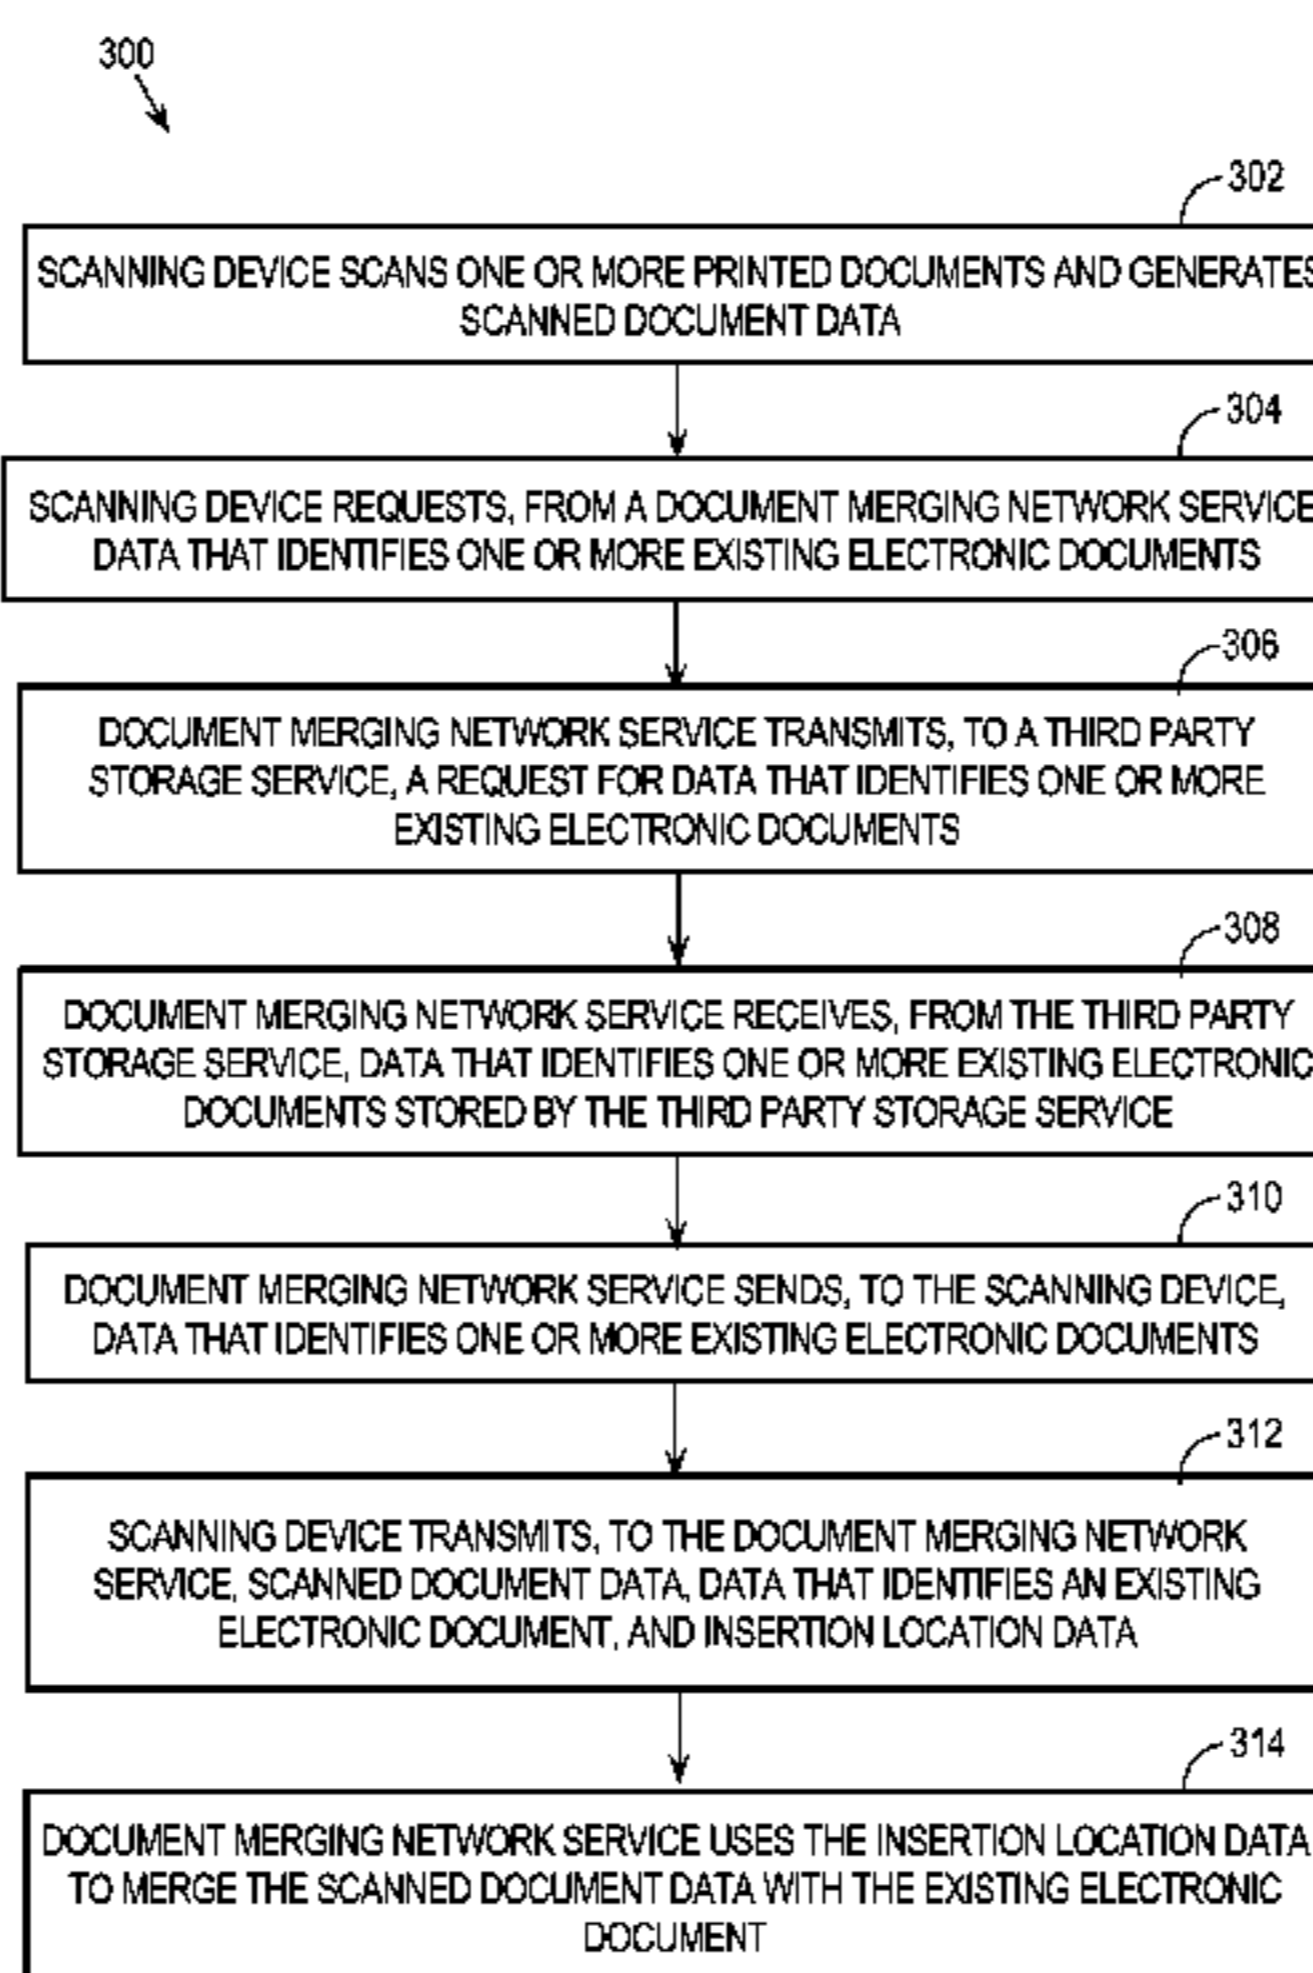 300
302
SCANNING DEVICE SCANS ONE OR MORE PRINTED DOCUMENTS AND GENERATES
SCANNED DOCUMENT DATA
304
SCANNING DEVICE REQUESTS, FROM A DOCUMENT MERGING NETWORK SERVICE
DATA THAT IDENTIFIES ONE OR MORE EXISTING ELECTRONIC DOCUMENTS
306
DOCUMENT MERGING NETWORK SERVICE TRANSMITS, TO A THIRD PARTY
STORAGE SERVICE, A REQUEST FOR DATA THAT IDENTIFIES ONE OR MORE
EXISTING ELECTRONIC DOCUMENTS
308
DOCUMENT MERGING NETWORK SERVICE RECEIVES, FROM THE THIRD PARTY
STORAGE SERVICE, DATA THAT IDENTIFIES ONE OR MORE EXISTING ELECTRONIC
DOCUMENTS STORED BY THE THIRD PARTY STORAGE SERVICE
310
DOCUMENT MERGING NETWORK SERVICE SENDS, TO THE SCANNING DEVICE,
DATA THAT IDENTIFIES ONE OR MORE EXISTING ELECTRONIC DOCUMENTS
312
SCANNING DEVICE TRANSMITS, TO THE DOCUMENT MERGING NETWORK
SERVICE, SCANNED DOCUMENT DATA, DATA THAT IDENTIFIES AN EXISTING
ELECTRONIC DOCUMENT, AND INSERTION LOCATION DATA
314
DOCUMENT MERGING NETWORK SERVICE USES THE INSERTION LOCATION DATA
TO MERGE THE SCANNED DOCUMENT DATA WITH THE EXISTING ELECTRONIC
DOCUMENT